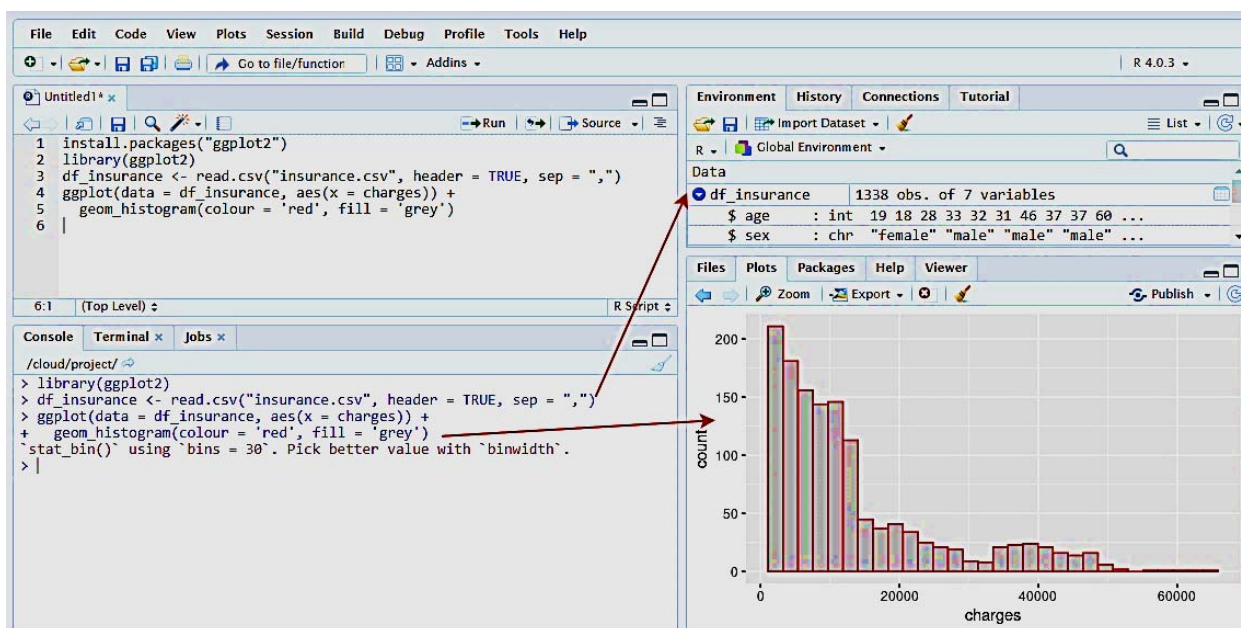 File Edit Code View Plots Session Build Debug Profile Tools Help
Go to file/function Addins R 4.0.3
Untitled1*
Run Source
1 install.packages("ggplot2")
2 library(ggplot2)
3 df_insurance <- read.csv("insurance.csv", header = TRUE, sep = ",")
4 ggplot(data = df_insurance, aes(x = charges)) +
5   geom_histogram(colour = 'red', fill = 'grey')
6
6:1 (Top Level) R Script
Console Terminal Jobs
/cloud/project/
> library(ggplot2)
> df_insurance <- read.csv("insurance.csv", header = TRUE, sep = ",")
> ggplot(data = df_insurance, aes(x = charges)) +
+   geom_histogram(colour = 'red', fill = 'grey')
`stat_bin()` using `bins = 30`. Pick better value with `binwidth`.
>
Environment History Connections Tutorial
Import Dataset List
R Global Environment
Data
df_insurance 1338 obs. of 7 variables
$ age : int 19 18 28 33 32 31 46 37 37 60 ...
$ sex : chr "female" "male" "male" "male" ...
Files Plots Packages Help Viewer
Zoom Export Publish
200
150
100
50
0
count
0 20000 40000 60000
charges